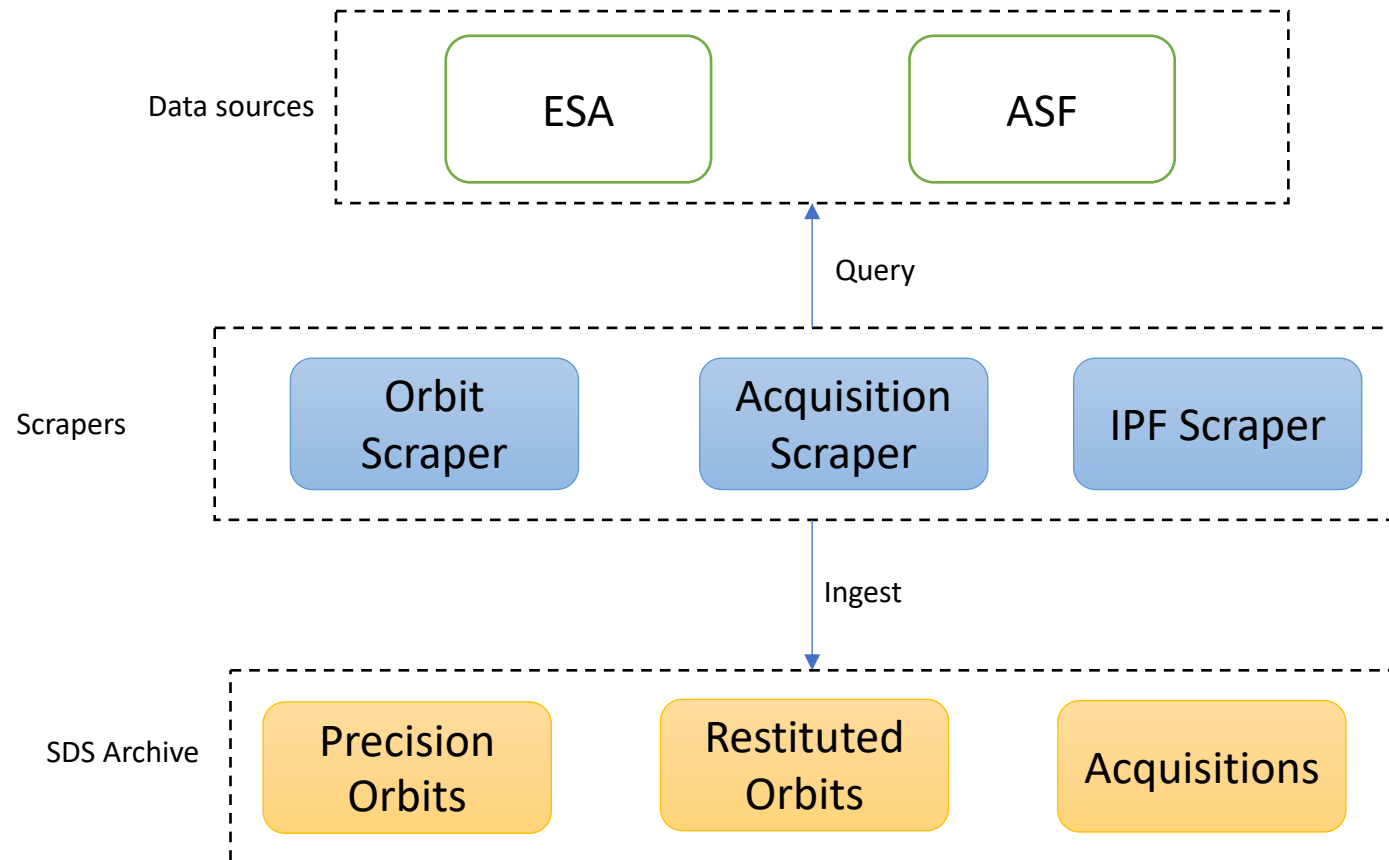 Data sources
ESA
ASF
Query
Scrapers
Orbit
Scraper
Acquisition
Scraper
IPF Scraper
Ingest
SDS Archive
Precision
Orbits
Restituted
Orbits
Acquisitions